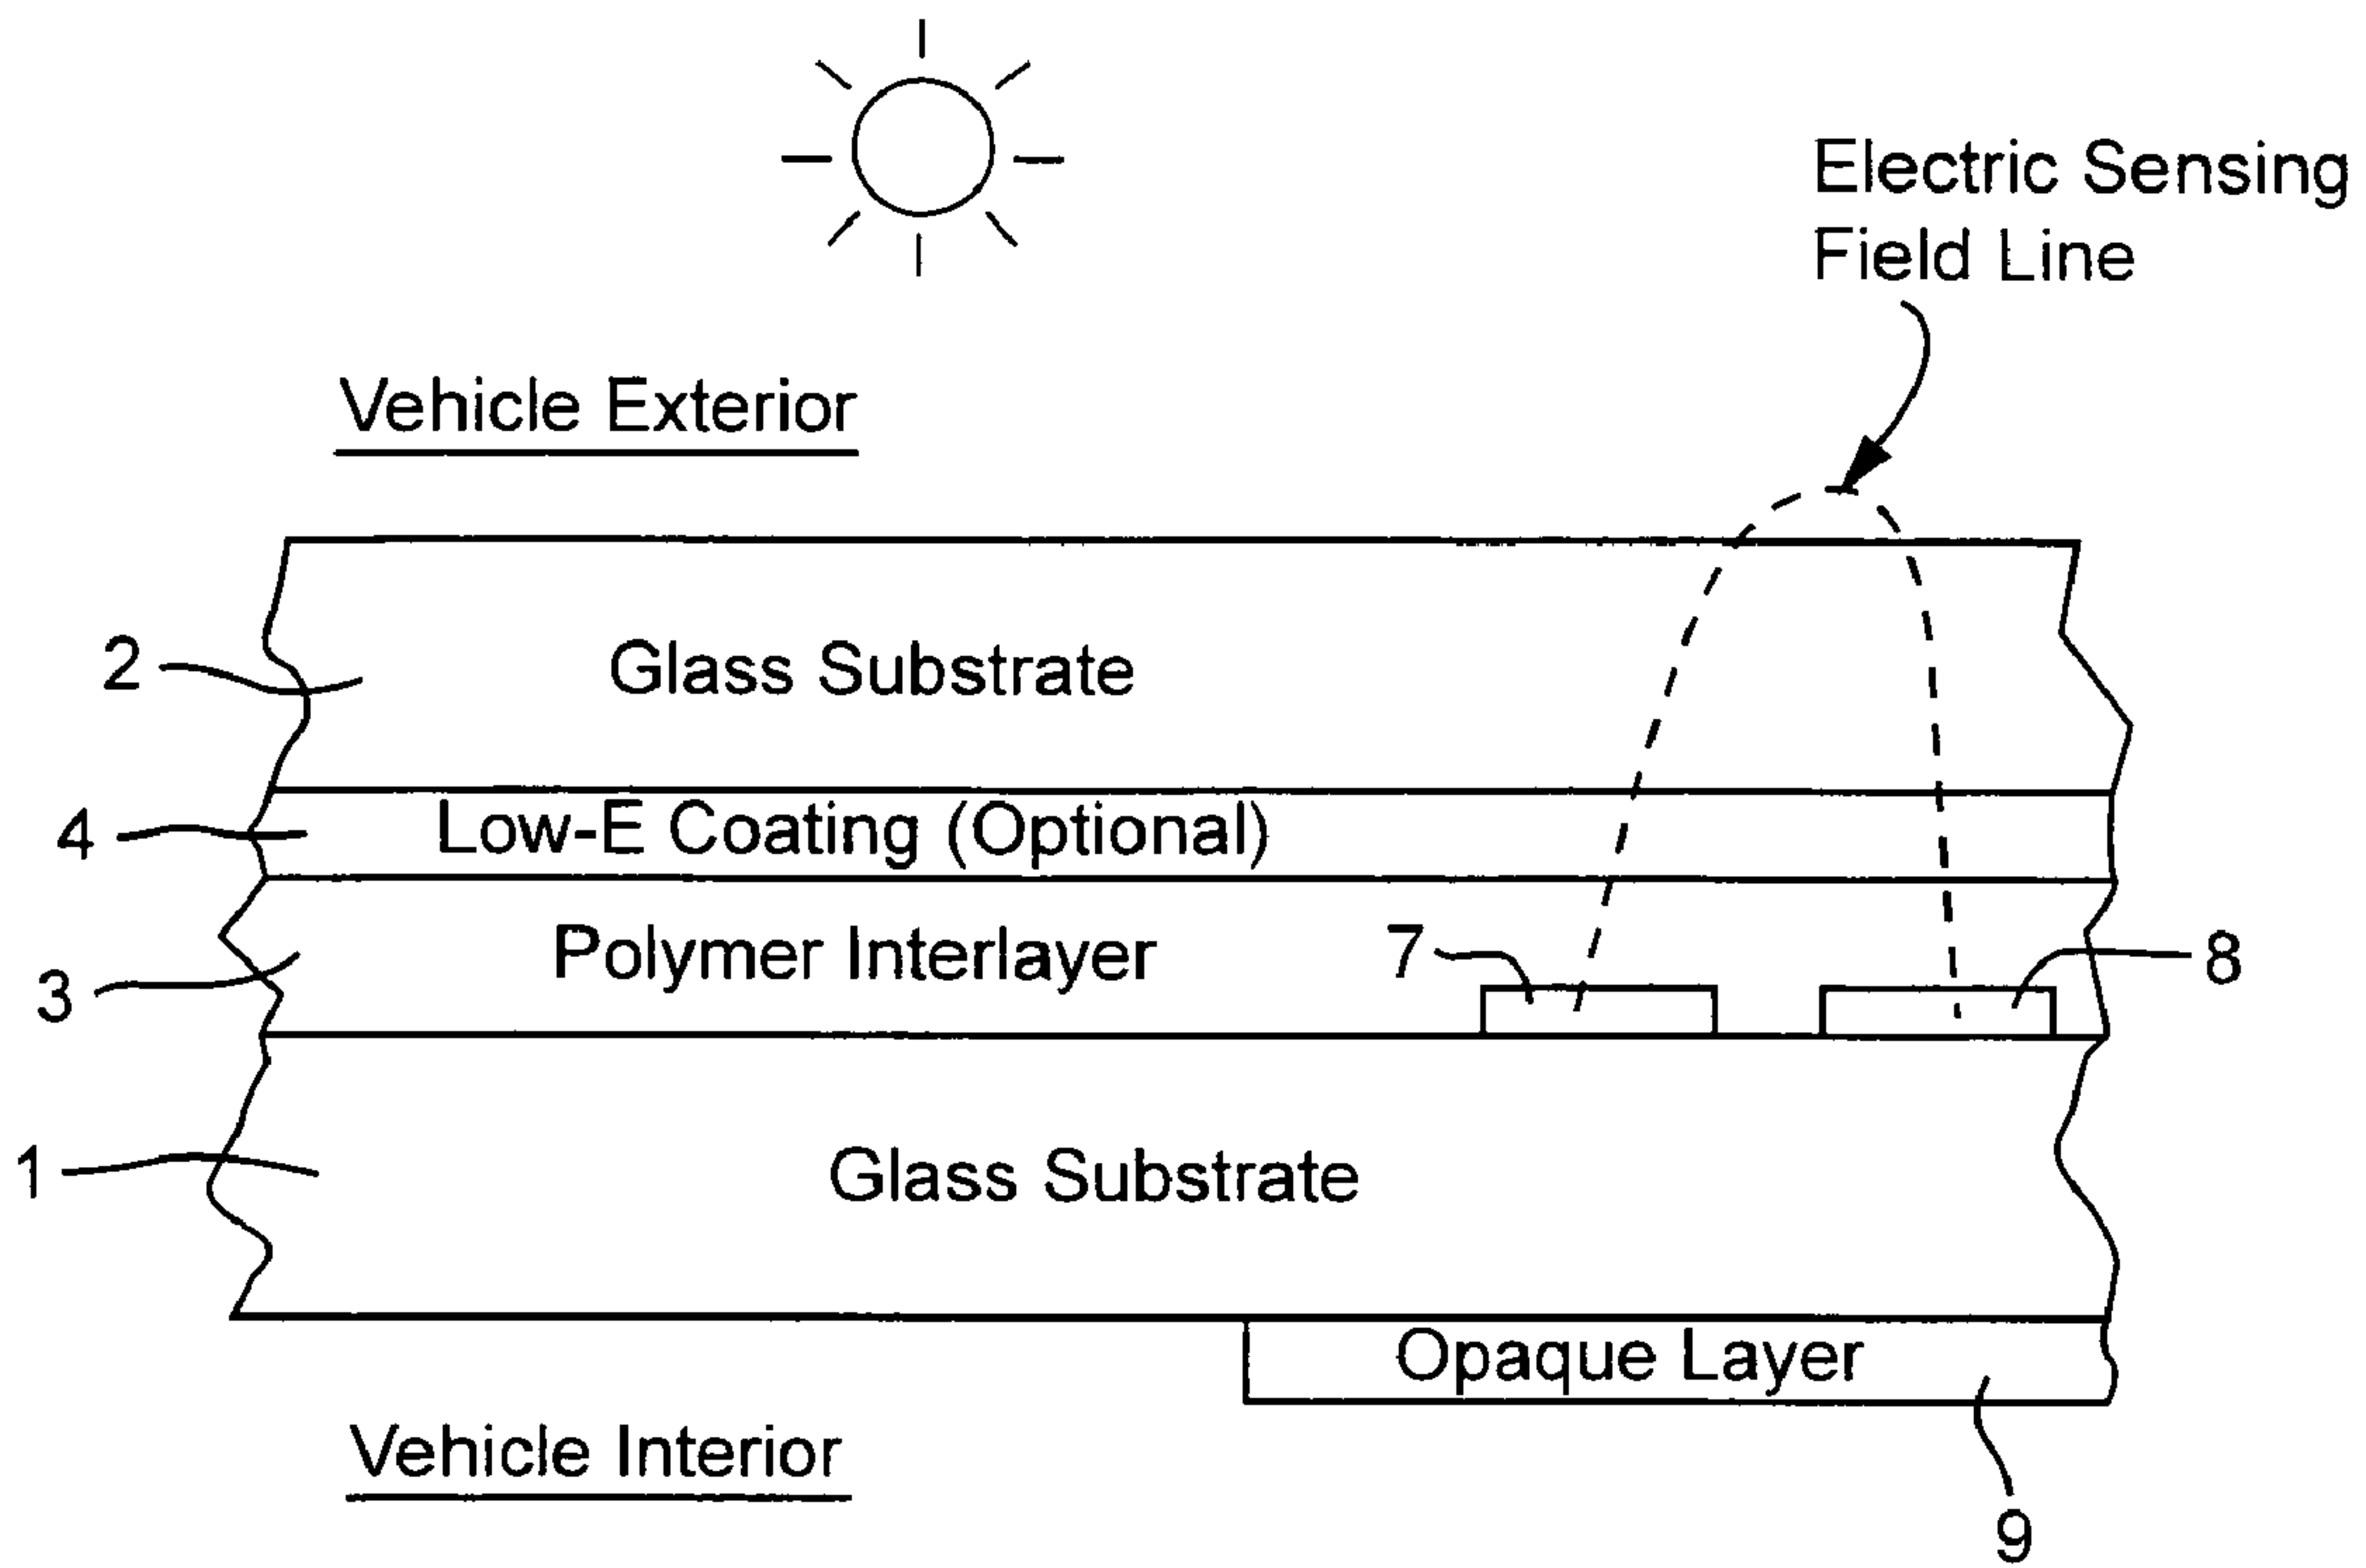 Electric Sensing
Field Line
Vehicle Exterior
2
Glass Substrate
4
Low-E Coating (Optional)
Polymer Interlayer
7
8
3
1
Glass Substrate
Opaque Layer
Vehicle Interior
9